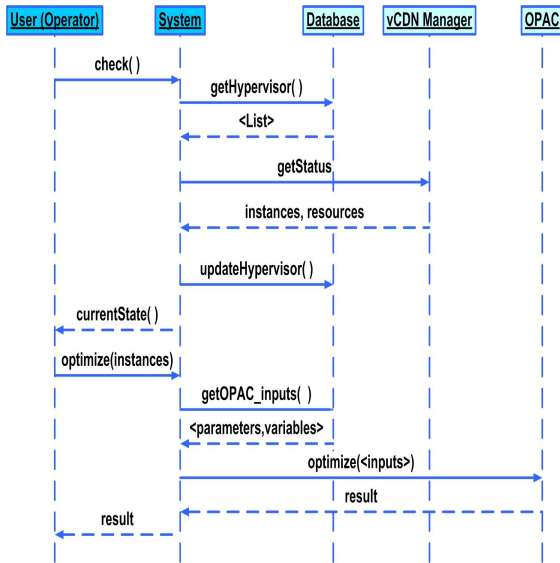 User (Operator) System Database vCDN Manager OPAC
check( )
getHypervisor( )
<List>
getStatus
instances, resources
updateHypervisor( )
currentState( )
optimize(instances)
getOPAC_inputs( )
<parameters,variables>
optimize(<inputs>)
result
result